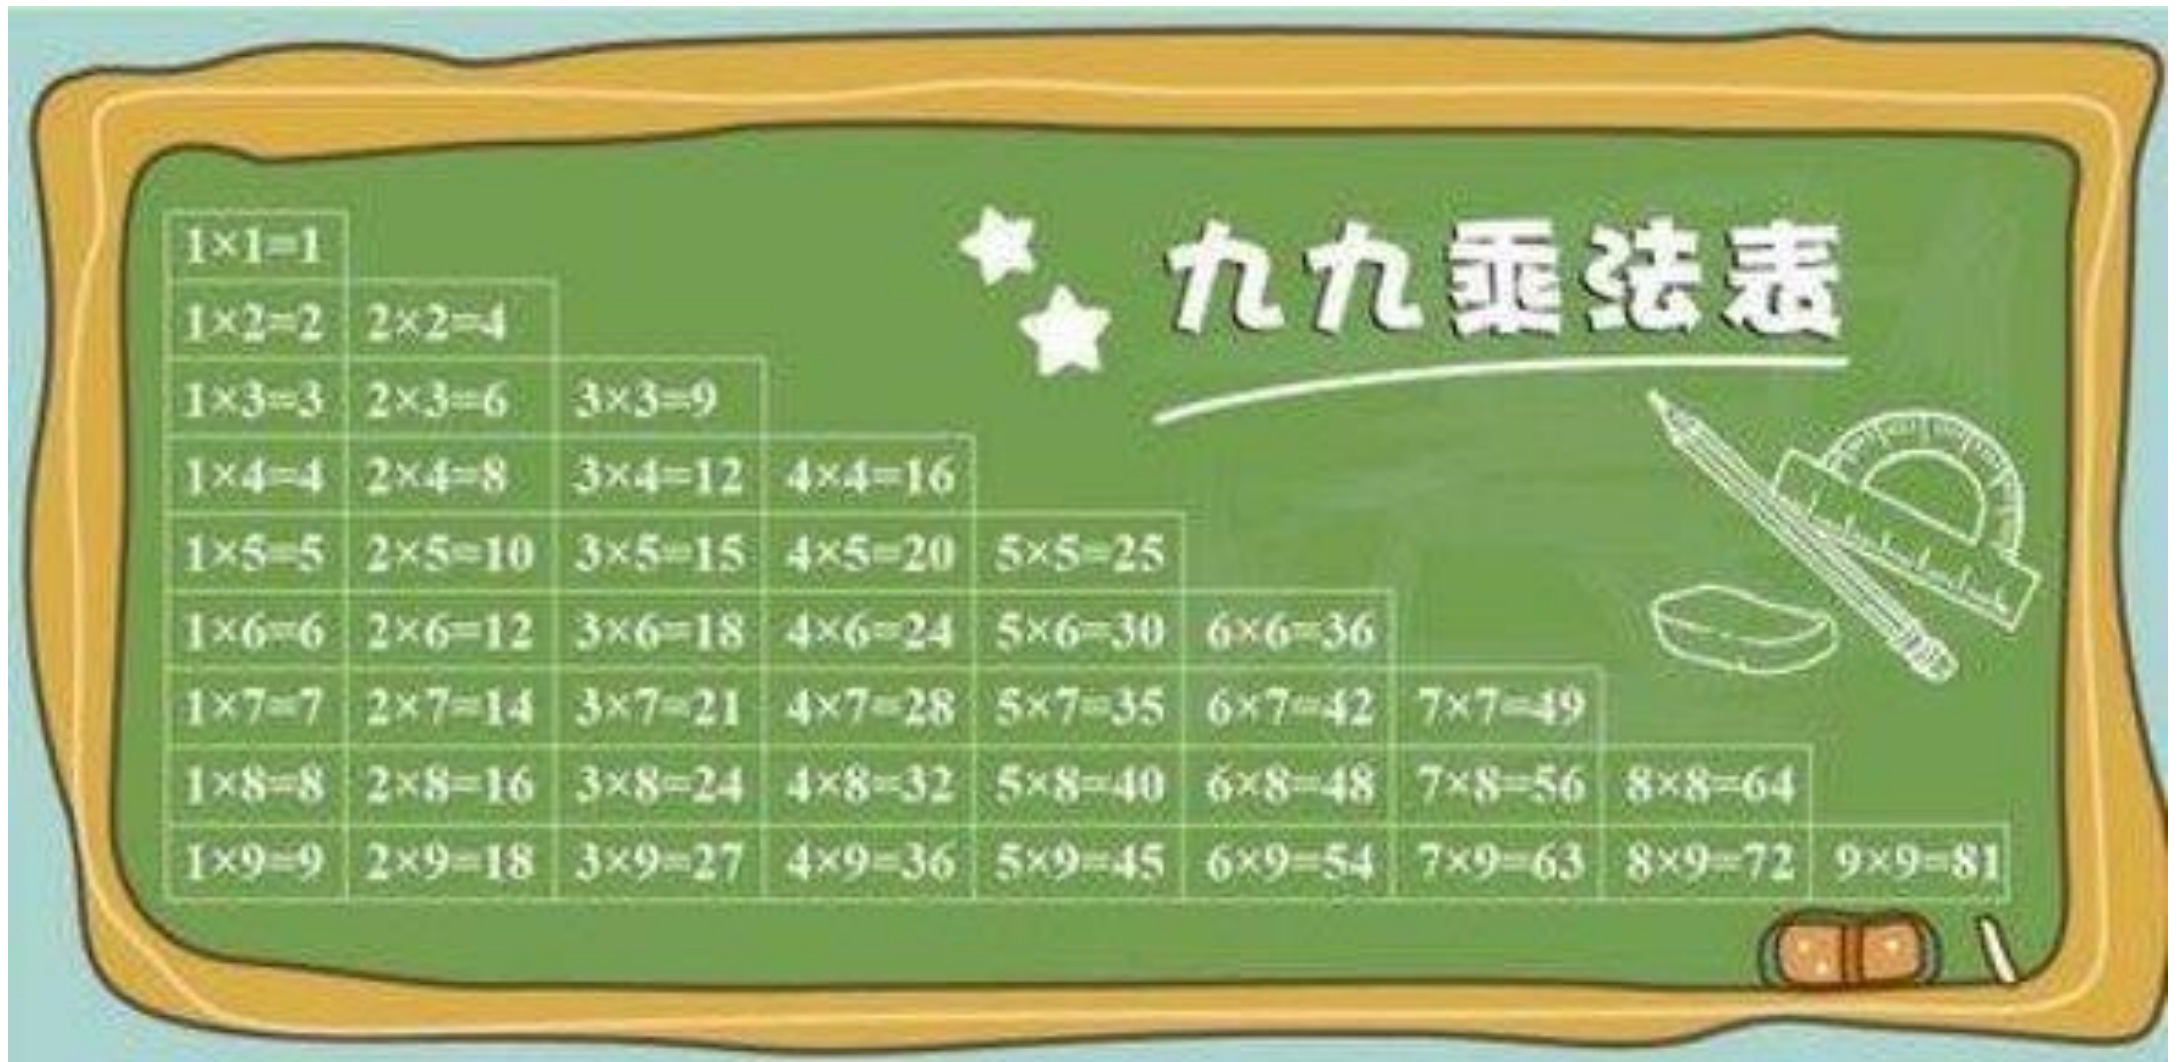 九九乘法表
1×1=1
1×2=2 2×2=4
1×3=3 2×3=6 3×3=9
1×4=4 2×4=8 3×4=12 4×4=16
1×5=5 2×5=10 3×5=15 4×5=20 5×5=25
1×6=6 2×6=12 3×6=18 4×6=24 5×6=30 6×6=36
1×7=7 2×7=14 3×7=21 4×7=28 5×7=35 6×7=42 7×7=49
1×8=8 2×8=16 3×8=24 4×8=32 5×8=40 6×8=48 7×8=56 8×8=64
1×9=9 2×9=18 3×9=27 4×9=36 5×9=45 6×9=54 7×9=63 8×9=72 9×9=81